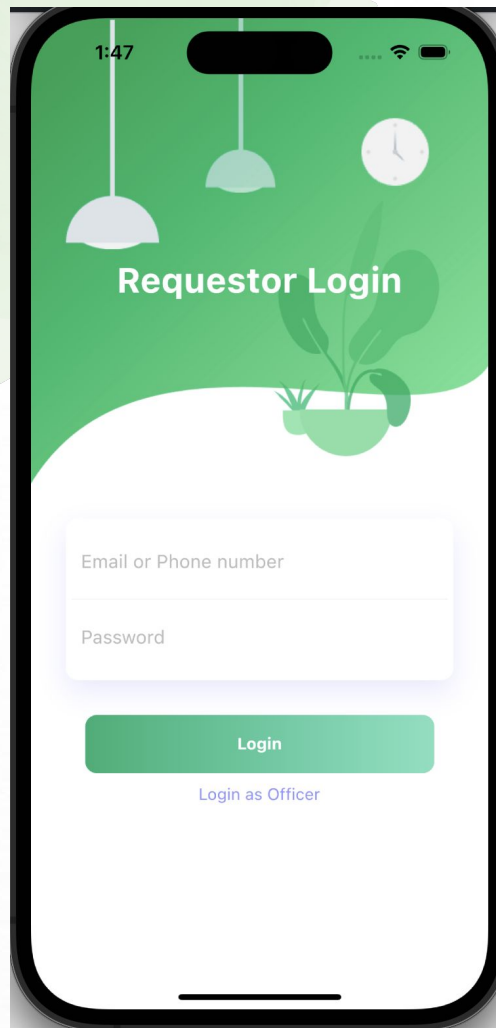 1:47
Requestor Login
Email or Phone number
Password
Login
Login as Officer